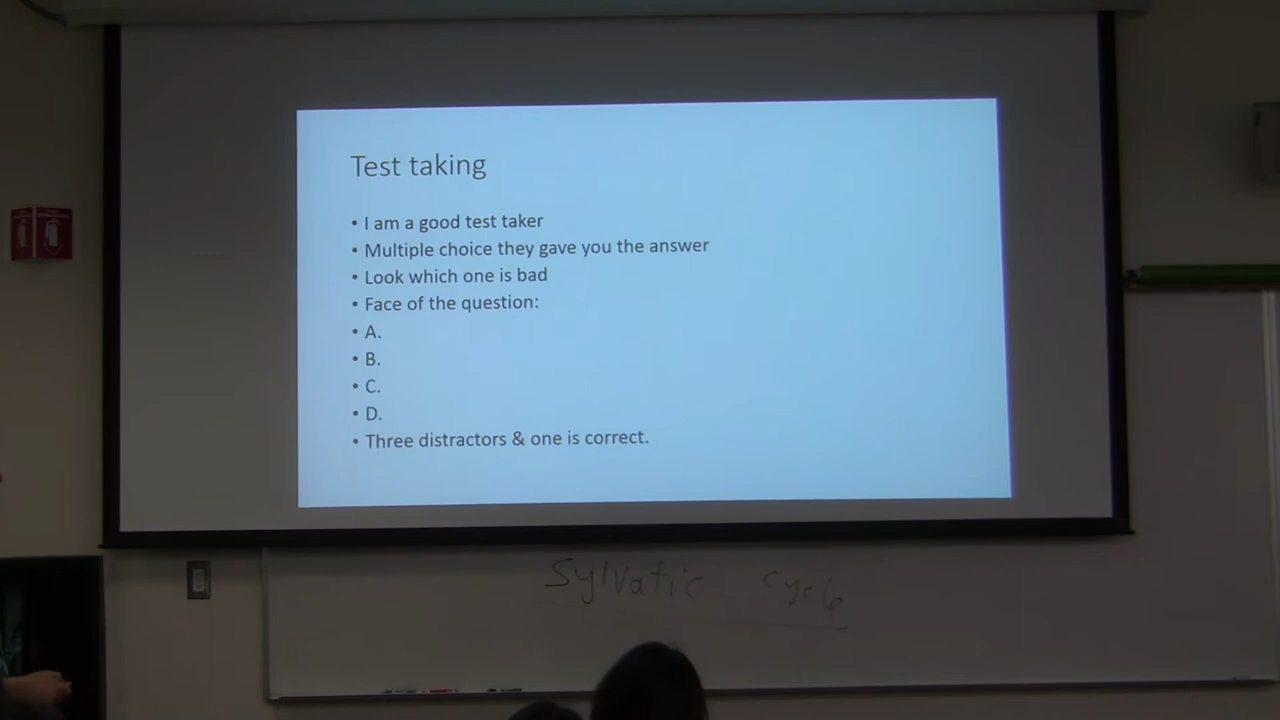 Test taking
• I am a good test taker
• Multiple choice they gave you the answer
• Look which one is bad
• Face of the question:
• A.
• B.
• C.
• D.
• Three distractors & one is correct.
Sylvatic cycle